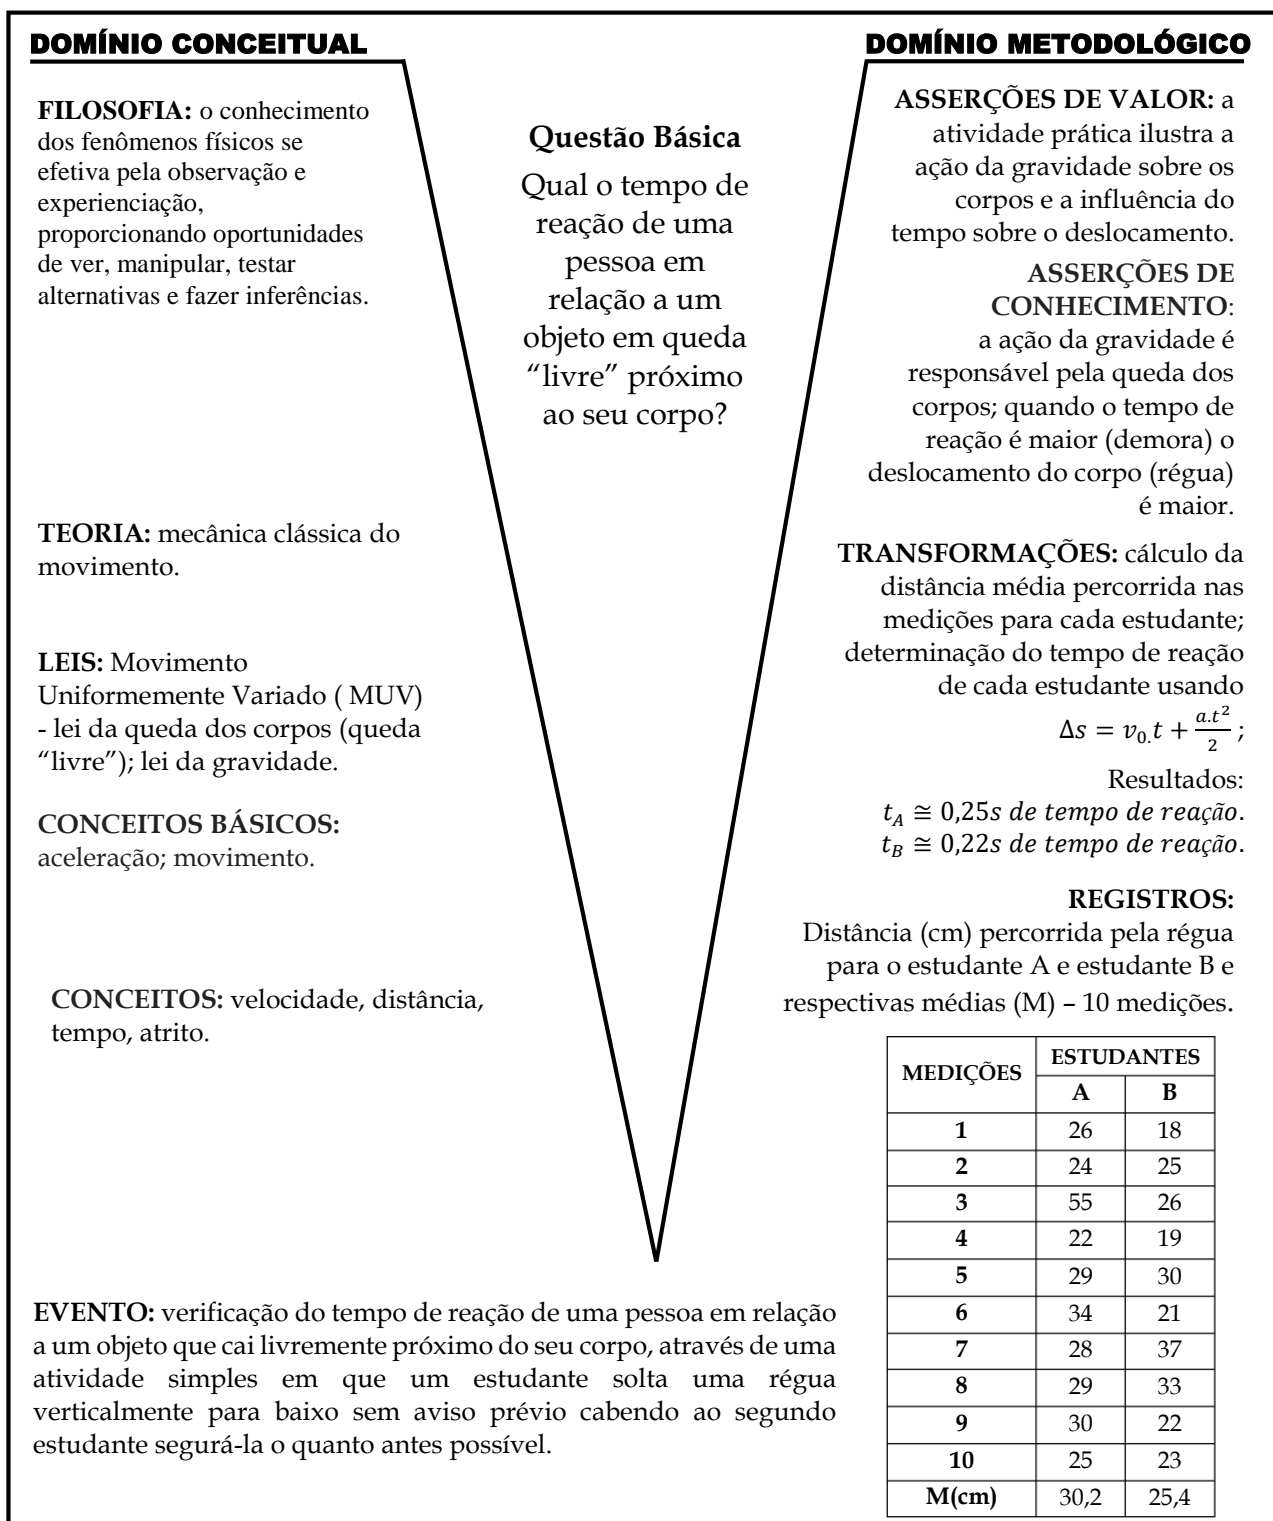 DOMÍNIO CONCEITUAL
FILOSOFIA: o conhecimento
dos fenômenos físicos se
efetiva pela observação e
experienciação,
proporcionando oportunidades
de ver, manipular, testar
alternativas e fazer inferências.
TEORIA: mecânica clássica do
movimento.
LEIS: Movimento
Uniformemente Variado ( MUV)
- lei da queda dos corpos (queda
“livre”); lei da gravidade.
CONCEITOS BÁSICOS:
aceleração; movimento.
CONCEITOS: velocidade, distância,
tempo, atrito.
Questão Básica
Qual o tempo de
reação de uma
pessoa em
relação a um
objeto em queda
“livre” próximo
ao seu corpo?
DOMÍNIO METODOLÓGICO
ASSERÇÕES DE VALOR: a
atividade prática ilustra a
ação da gravidade sobre os
corpos e a influência do
tempo sobre o deslocamento.
ASSERÇÕES DE
CONHECIMENTO:
a ação da gravidade é
responsável pela queda dos
corpos; quando o tempo de
reação é maior (demora) o
deslocamento do corpo (régua)
é maior.
TRANSFORMAÇÕES: cálculo da
distância média percorrida nas
medições para cada estudante;
determinação do tempo de reação
de cada estudante usando
Δs = v₀.t + a.t²/2 ;
Resultados:
t_A ≅ 0,25s de tempo de reação.
t_B ≅ 0,22s de tempo de reação.
REGISTROS:
Distância (cm) percorrida pela régua
para o estudante A e estudante B e
respectivas médias (M) – 10 medições.
MEDIÇÕES ESTUDANTES
A B
1 26 18
2 24 25
3 55 26
4 22 19
5 29 30
6 34 21
7 28 37
8 29 33
9 30 22
10 25 23
M(cm) 30,2 25,4
EVENTO: verificação do tempo de reação de uma pessoa em relação
a um objeto que cai livremente próximo do seu corpo, através de uma
atividade simples em que um estudante solta uma régua
verticalmente para baixo sem aviso prévio cabendo ao segundo
estudante segurá-la o quanto antes possível.